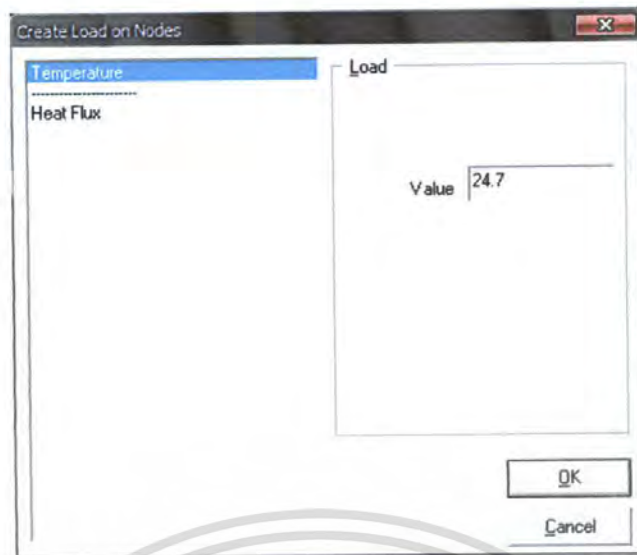 Create Load on Nodes
Temperature
-----------------------
Heat Flux
Load
Value 24.7
OK
Cancel